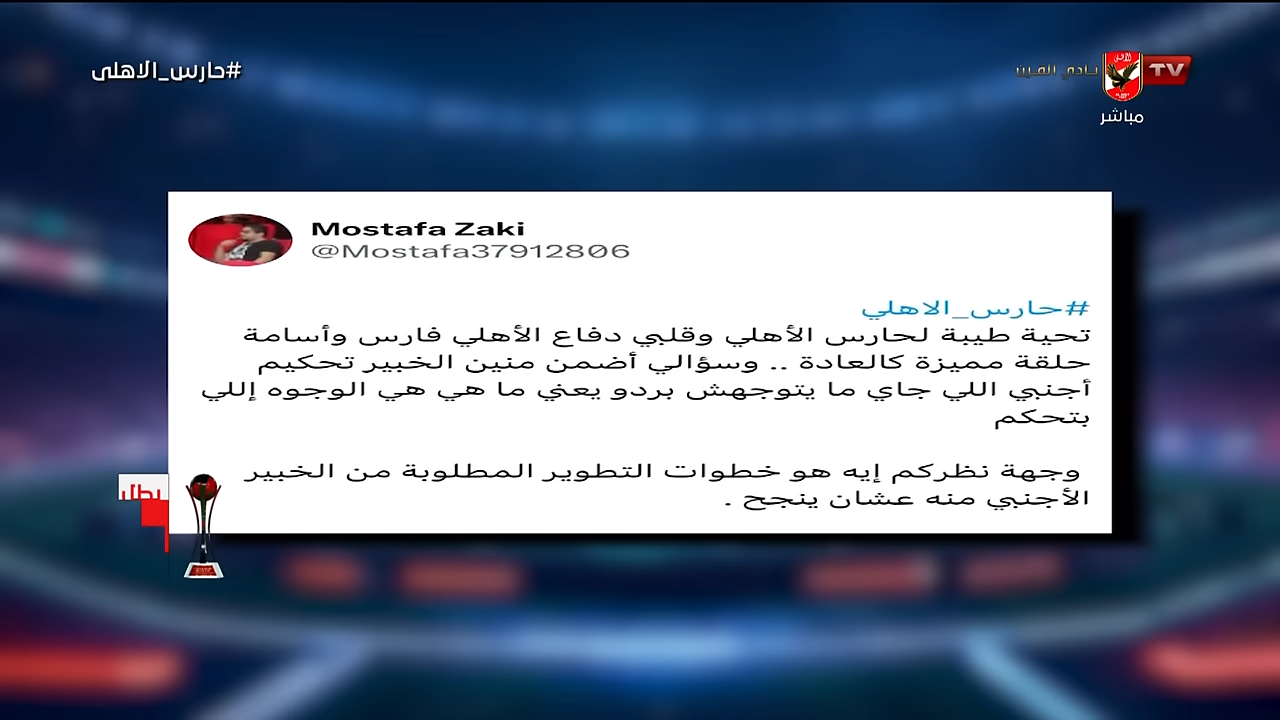 #حارس_الاهلى
نادي القرن
TV
مباشر
Mostafa Zaki
@Mostafa37912806
#حارس_الاهلي
تحية طيبة لحارس الأهلي وقلبي دفاع الأهلي فارس وأسامة
حلقة مميزة كالعادة .. وسؤالي أضمن منين الخبير تحكيم
أجنبي اللي جاي ما يتوجهش بردو يعني ما هي هي الوجوه إللي
بتحكم
وجهة نظركم إيه هو خطوات التطوير المطلوبة من الخبير
الأجنبي منه عشان ينجح .